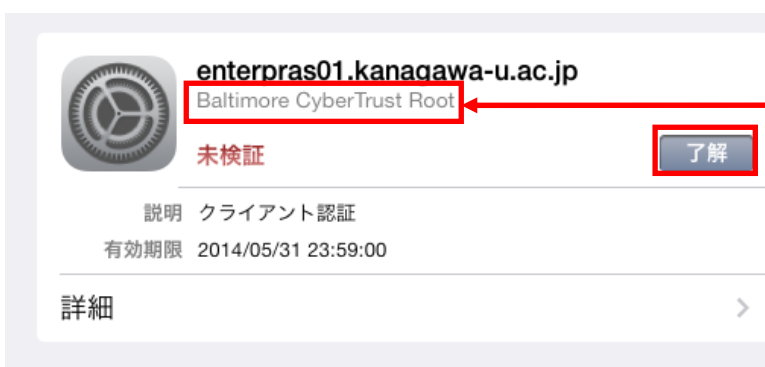 enterpras01.kanagawa-u.ac.jp
Baltimore CyberTrust Root
未検証
了解
説明 クライアント認証
有効期限 2014/05/31 23:59:00
詳細